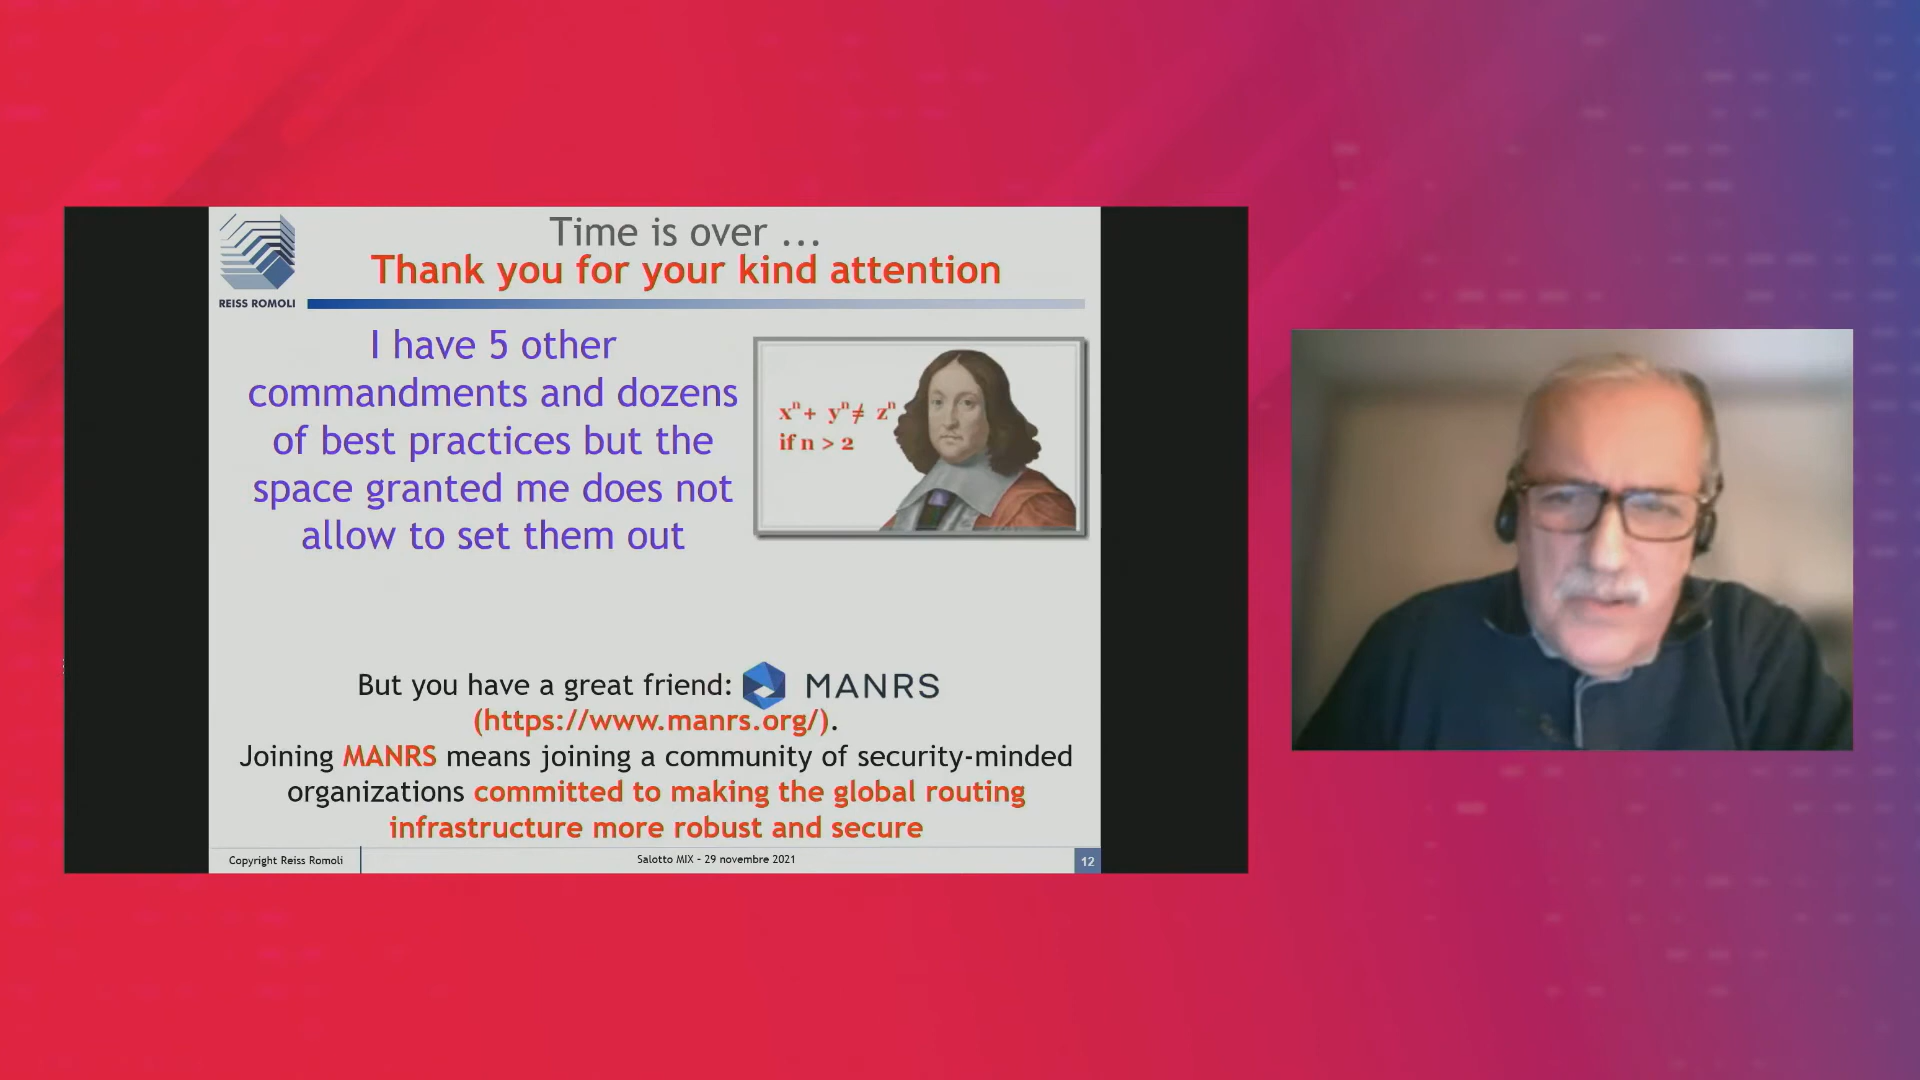 Time is over ...
Thank you for your kind attention
REISS ROMOLI
I have 5 other
commandments and dozens
of best practices but the
space granted me does not
allow to set them out
xⁿ+ yⁿ≠ zⁿ
if n > 2
But you have a great friend: MANRS
(https://www.manrs.org/).
Joining MANRS means joining a community of security-minded
organizations committed to making the global routing
infrastructure more robust and secure
Copyright Reiss Romoli
Salotto MIX – 29 novembre 2021
12